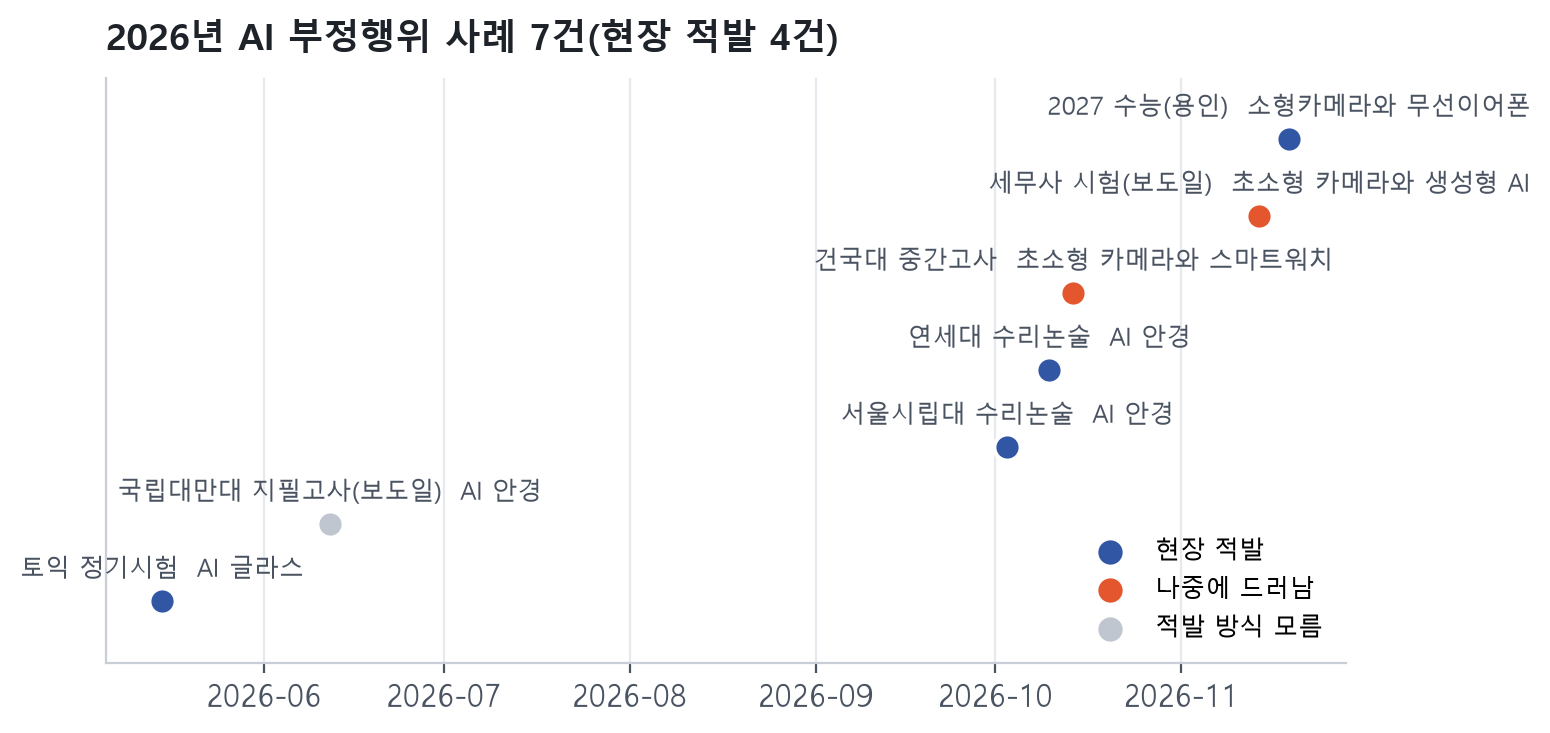 2026년 AI 부정행위 사례 7건(현장 적발 4건)
2027 수능(용인)  소형카메라와 무선이어폰
세무사 시험(보도일)  초소형 카메라와 생성형 AI
건국대 중간고사  초소형 카메라와 스마트워치
연세대 수리논술  AI 안경
서울시립대 수리논술  AI 안경
국립대만대 지필고사(보도일)  AI 안경
토익 정기시험  AI 글라스
현장 적발
나중에 드러남
적발 방식 모름
2026-06 2026-07 2026-08 2026-09 2026-10 2026-11